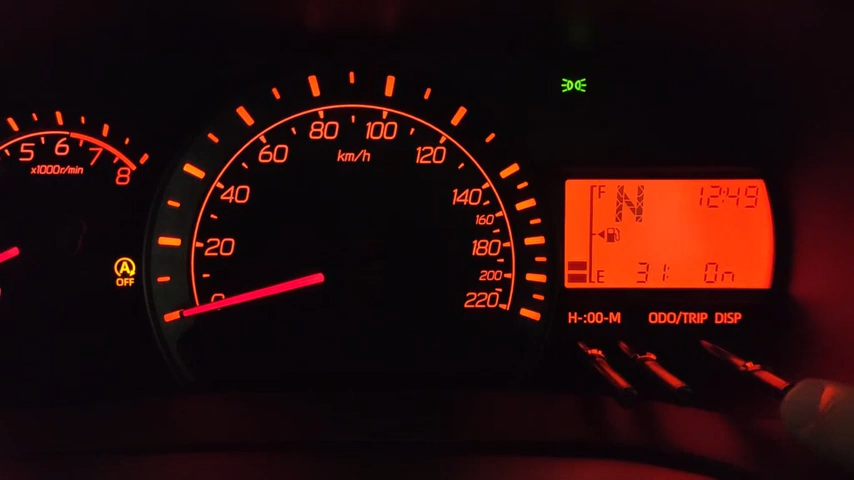 5 6 7 8
x1000r/min
A
OFF
0 20 40 60 80 100 120 140 160 180 200 220
km/h
F N 12:49
E 31: On
H-:00-M ODO/TRIP DISP